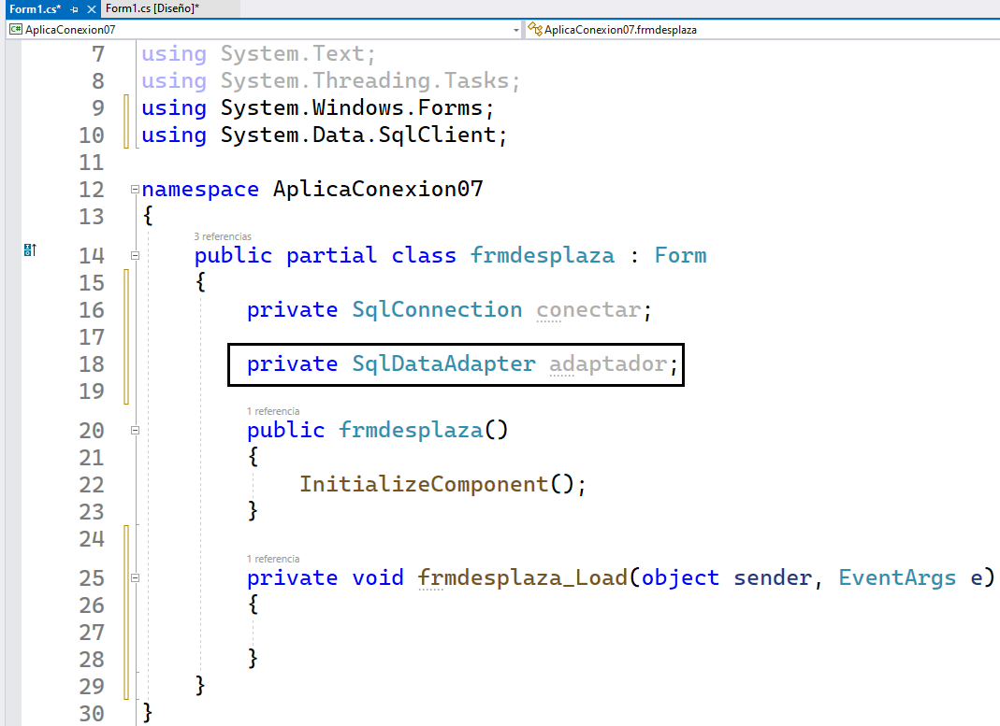 Form1.cs* Form1.cs [Diseño]*
AplicaConexion07 AplicaConexion07.frmdesplaza
7 using System.Text;
8 using System.Threading.Tasks;
9 using System.Windows.Forms;
10 using System.Data.SqlClient;
11
12 namespace AplicaConexion07
13 {
3 referencias
14 public partial class frmdesplaza : Form
15 {
16 private SqlConnection conectar;
17
18 private SqlDataAdapter adaptador;
19
1 referencia
20 public frmdesplaza()
21 {
22 InitializeComponent();
23 }
24
1 referencia
25 private void frmdesplaza_Load(object sender, EventArgs e)
26 {
27
28 }
29 }
30 }